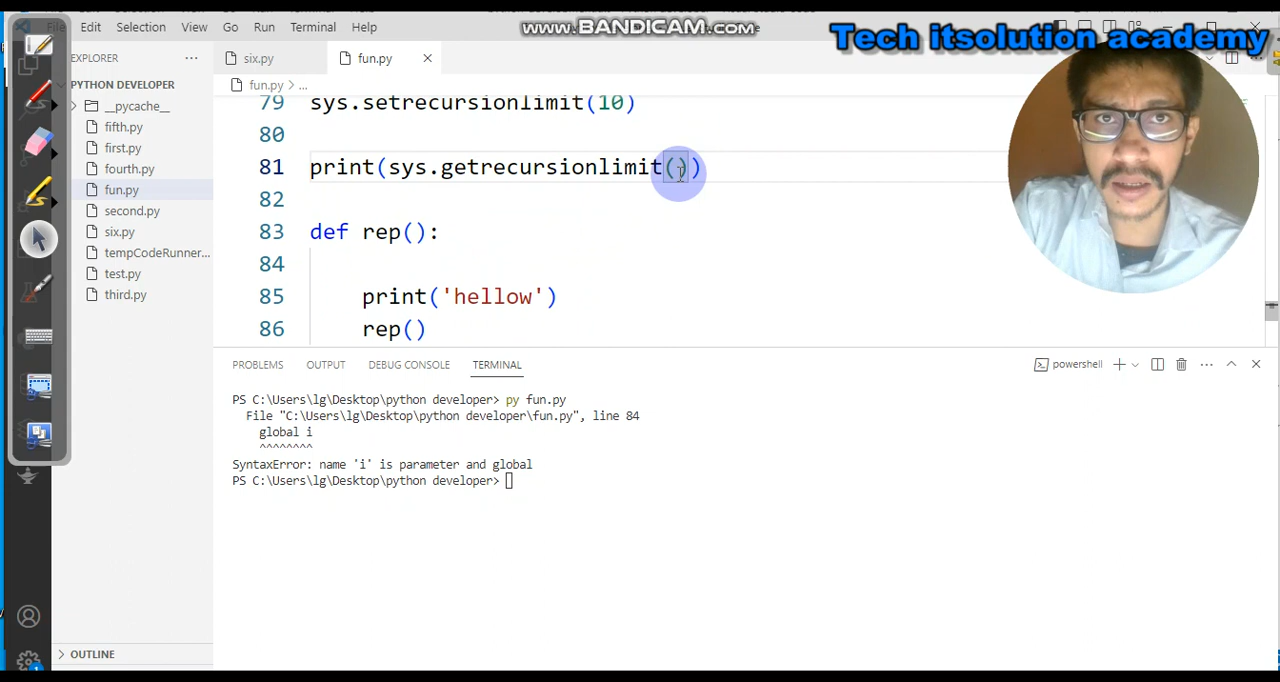 File Edit Selection View Go Run Terminal Help
www.BANDICAM.com
Tech itsolution academy
EXPLORER ...
six.py
fun.py
PYTHON DEVELOPER
fun.py > ...
__pycache__
fifth.py
first.py
fourth.py
fun.py
second.py
six.py
tempCodeRunner...
test.py
third.py
79 sys.setrecursionlimit(10)
80
81 print(sys.getrecursionlimit())
82
83 def rep():
84
85 print('hellow')
86 rep()
PROBLEMS OUTPUT DEBUG CONSOLE TERMINAL
powershell
PS C:\Users\lg\Desktop\python developer> py fun.py
File "C:\Users\lg\Desktop\python developer\fun.py", line 84
global i
^^^^^^^^
SyntaxError: name 'i' is parameter and global
PS C:\Users\lg\Desktop\python developer>
OUTLINE